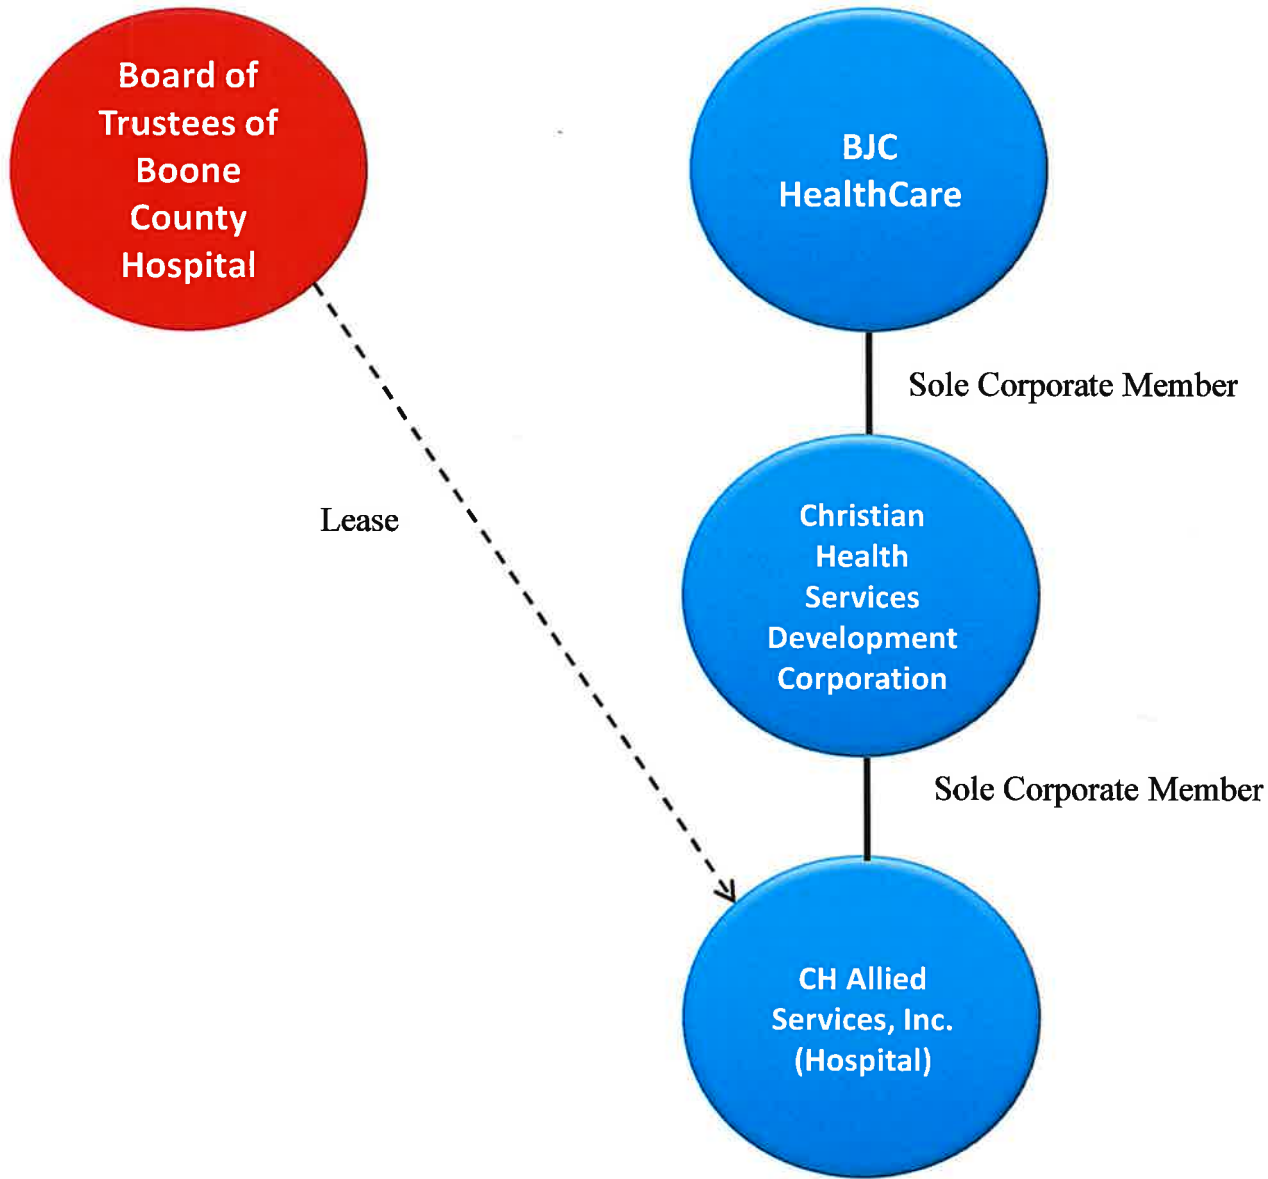 Board of
Trustees of
Boone
County
Hospital
BJC
HealthCare
Sole Corporate Member
Lease
Christian
Health
Services
Development
Corporation
Sole Corporate Member
CH Allied
Services, Inc.
(Hospital)